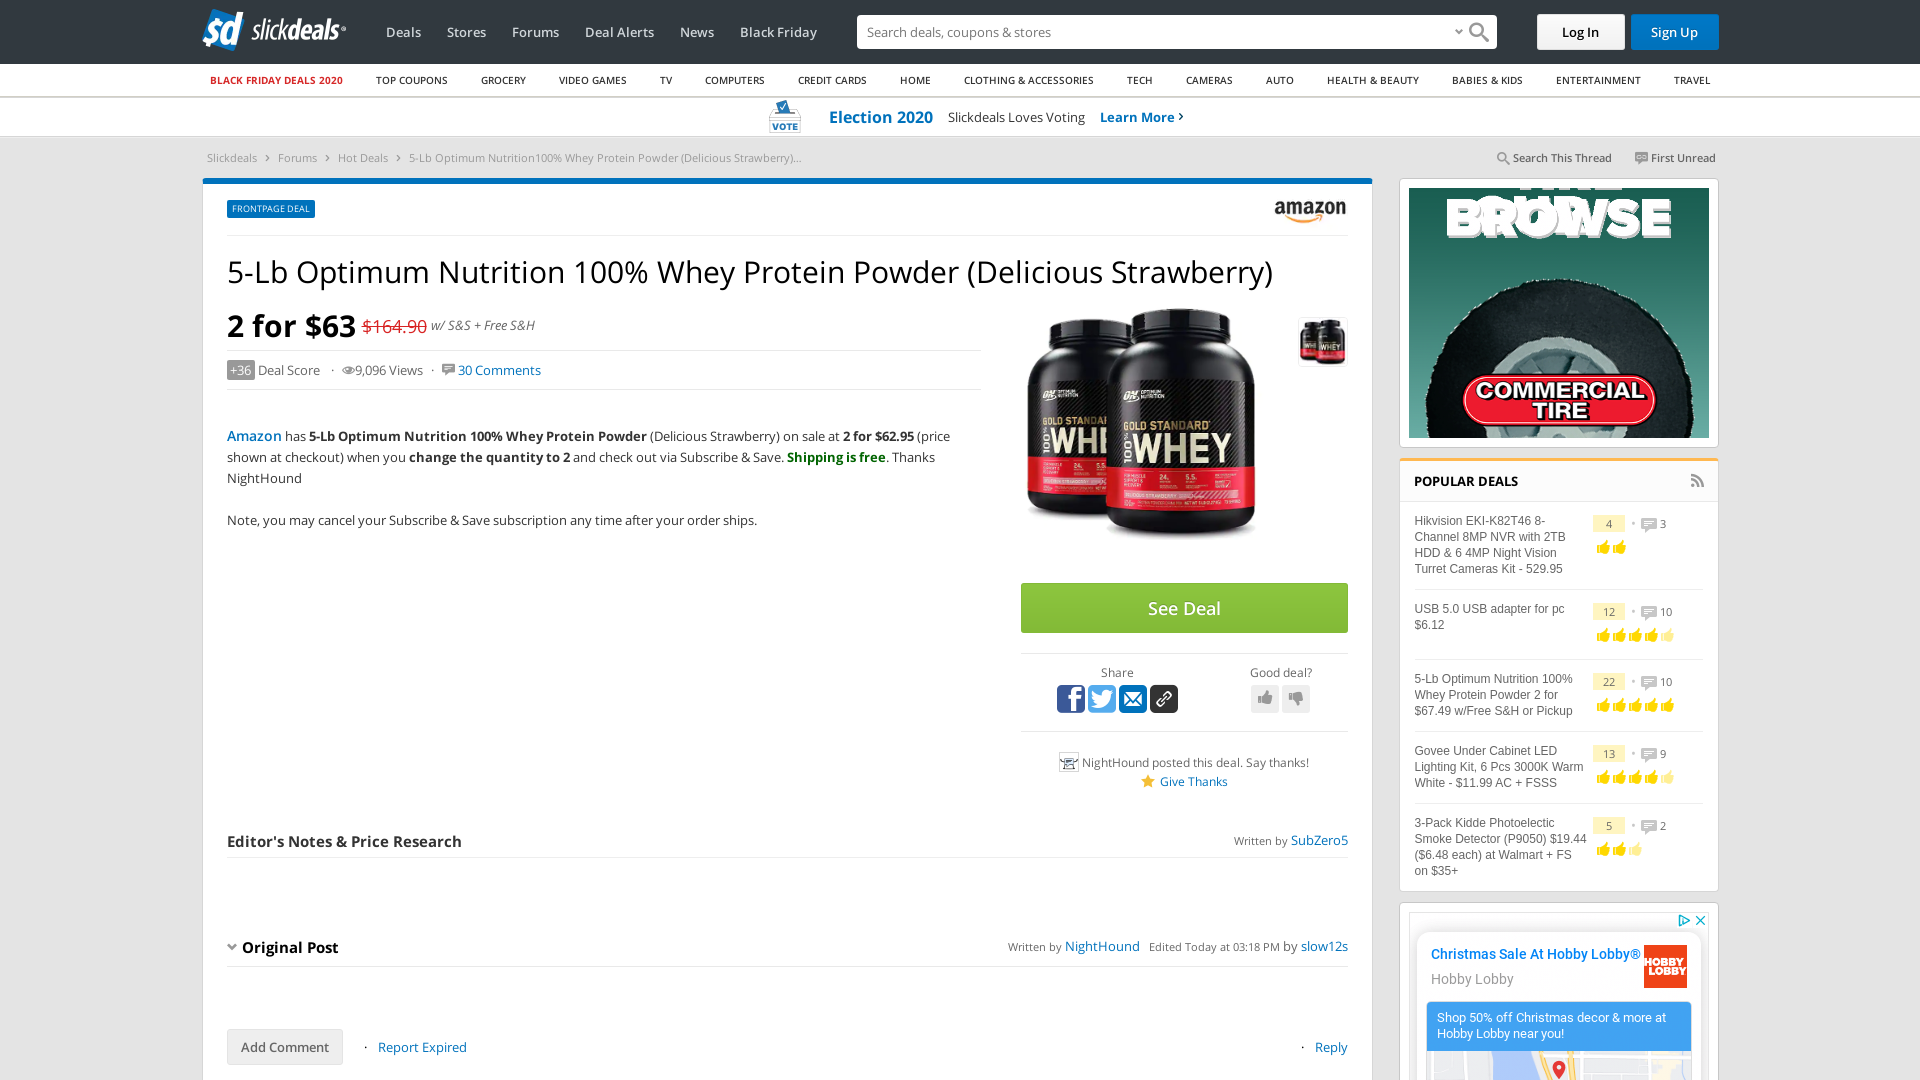 sd slickdeals
Deals Stores Forums Deal Alerts News Black Friday
Search deals, coupons & shopping
Log In Sign Up
BLACK FRIDAY DEALS 2020 TOP COUPONS GROCERY VIDEO GAMES TV COMPUTERS CREDIT CARDS HOME CLOTHING & ACCESSORIES TECH CAMERAS AUTO HEALTH & BEAUTY BABIES & KIDS ENTERTAINMENT TRAVEL
VOTE Election 2020 Slickdeals Loves Voting Learn More
Slickdeals Forums Hot Deals 5-Lb Optimum Nutrition100% Whey Protein Powder (Delicious Strawberry)...
Search This Thread First Unread
FRONTPAGE DEAL
amazon
5-Lb Optimum Nutrition 100% Whey Protein Powder (Delicious Strawberry)
2 for $63 $164.90 w/ S&S + Free S&H
+36 Deal Score · 9,096 Views · 30 Comments
Amazon has 5-Lb Optimum Nutrition 100% Whey Protein Powder (Delicious Strawberry) on sale at 2 for $62.95 (price
shown at checkout) when you change the quantity to 2 and check out via Subscribe & Save. Shipping is free. Thanks
NightHound
Note, you may cancel your Subscribe & Save subscription any time after your order ships.
ON OPTIMUM NUTRITION
GOLD STANDARD
100% WHEY
See Deal
Share Good deal?
NightHound posted this deal. Say thanks!
Give Thanks
Editor's Notes & Price Research
Written by SubZero5
Original Post
Written by NightHound Edited Today at 03:18 PM by slow12s
Add Comment · Report Expired
· Reply
BROWSE
COMMERCIAL
TIRE
POPULAR DEALS
Hikvision EKI-K82T46 8-
Channel 8MP NVR with 2TB
HDD & 6 4MP Night Vision
Turret Cameras Kit - 529.95
4 • 3
USB 5.0 USB adapter for pc
$6.12
12 • 10
5-Lb Optimum Nutrition 100%
Whey Protein Powder 2 for
$67.49 w/Free S&H or Pickup
22 • 10
Govee Under Cabinet LED
Lighting Kit, 6 Pcs 3000K Warm
White - $11.99 AC + FSSS
13 • 9
3-Pack Kidde Photoelectic
Smoke Detector (P9050) $19.44
($6.48 each) at Walmart + FS
on $35+
5 • 2
Christmas Sale At Hobby Lobby®
Hobby Lobby
HOBBY
LOBBY
Shop 50% off Christmas decor & more at
Hobby Lobby near you!